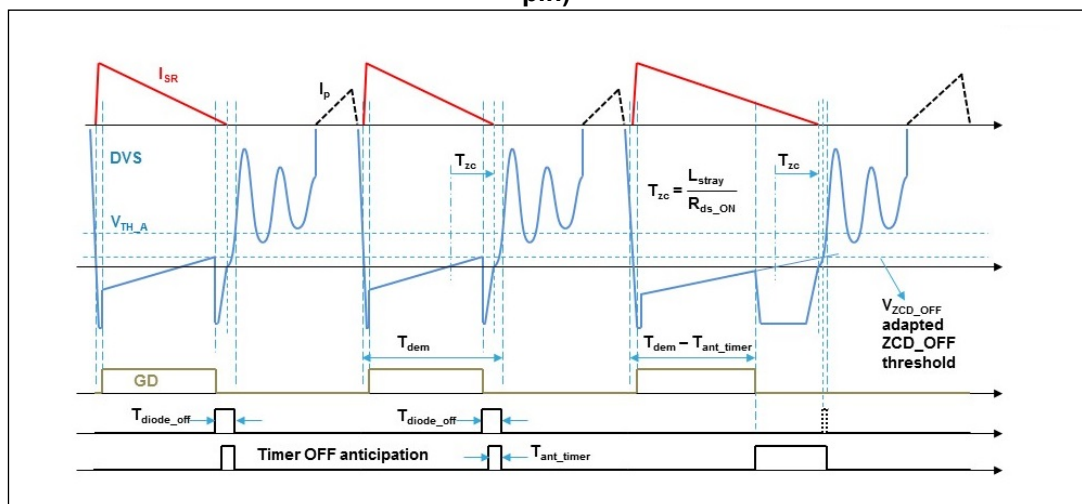 pin)
I_SR
I_p
DVS
T_zc
T_zc
T_zc = L_stray / R_ds_ON
V_TH_A
V_ZCD_OFF
adapted
ZCD_OFF
threshold
T_dem
T_dem – T_ant_timer
GD
T_diode_off
T_diode_off
Timer OFF anticipation
T_ant_timer